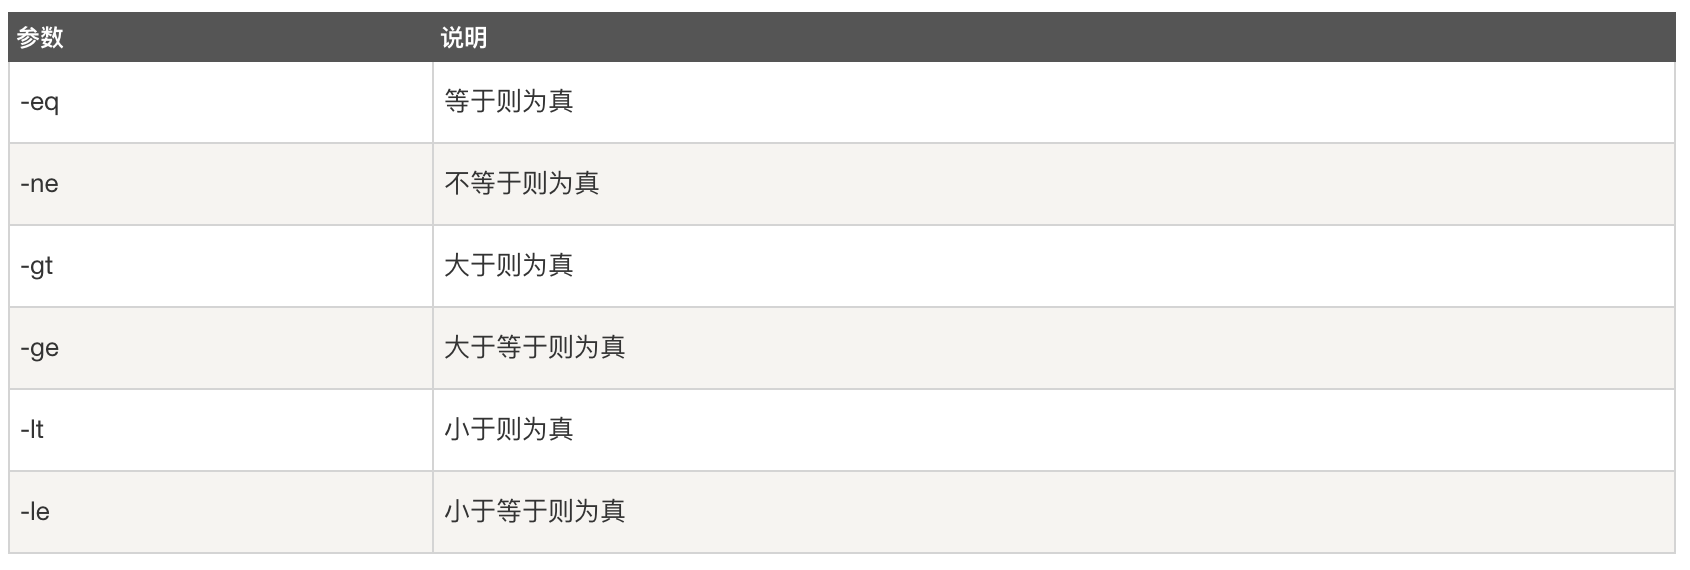 参数 说明
-eq 等于则为真
-ne 不等于则为真
-gt 大于则为真
-ge 大于等于则为真
-lt 小于则为真
-le 小于等于则为真